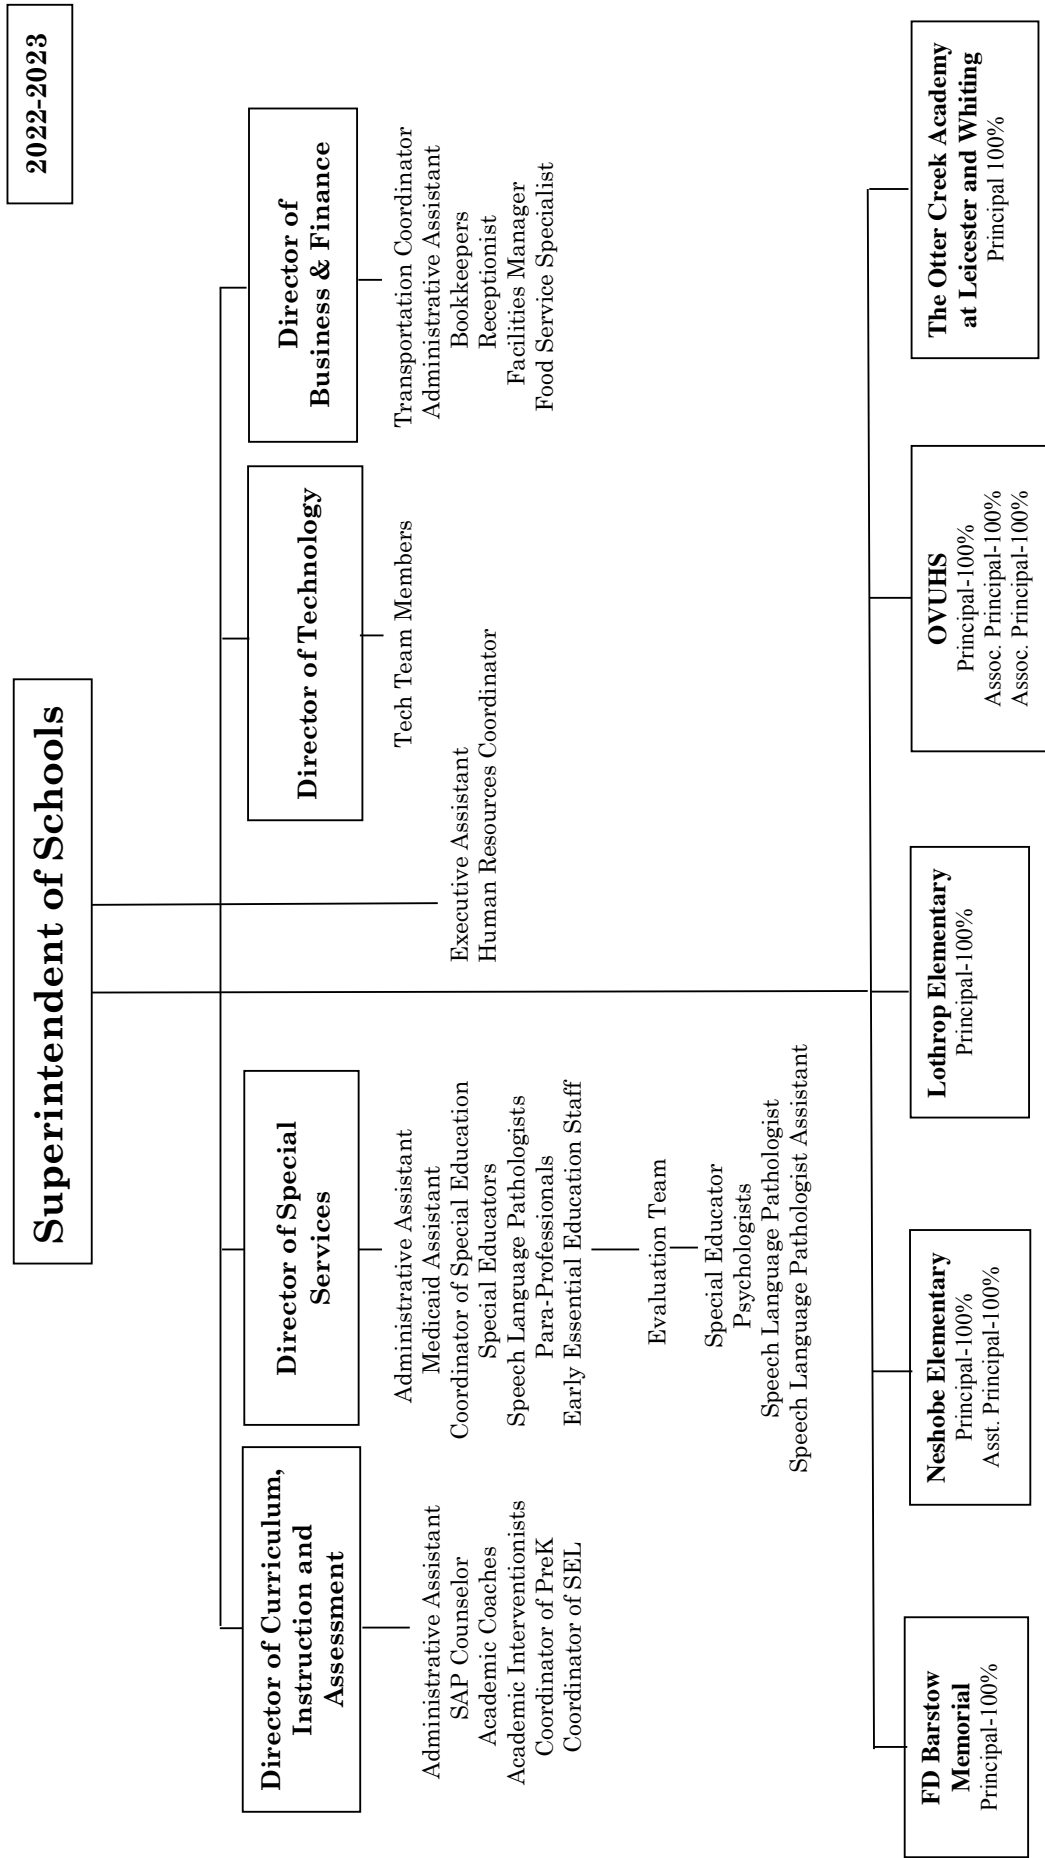 2022-2023
Superintendent of Schools
Director of Curriculum,
Instruction and
Assessment
Administrative Assistant
SAP Counselor
Academic Coaches
Academic Interventionists
Coordinator of PreK
Coordinator of SEL
Director of Special
Services
Administrative Assistant
Medicaid Assistant
Coordinator of Special Education
Special Educators
Speech Language Pathologists
Para-Professionals
Early Essential Education Staff
Evaluation Team
Special Educator
Psychologists
Speech Language Pathologist
Speech Language Pathologist Assistant
Executive Assistant
Human Resources Coordinator
Director of Technology
Tech Team Members
Director of
Business & Finance
Transportation Coordinator
Administrative Assistant
Bookkeepers
Receptionist
Facilities Manager
Food Service Specialist
FD Barstow
Memorial
Principal-100%
Neshobe Elementary
Principal-100%
Asst. Principal-100%
Lothrop Elementary
Principal-100%
OVUHS
Principal-100%
Assoc. Principal-100%
Assoc. Principal-100%
The Otter Creek Academy
at Leicester and Whiting
Principal 100%